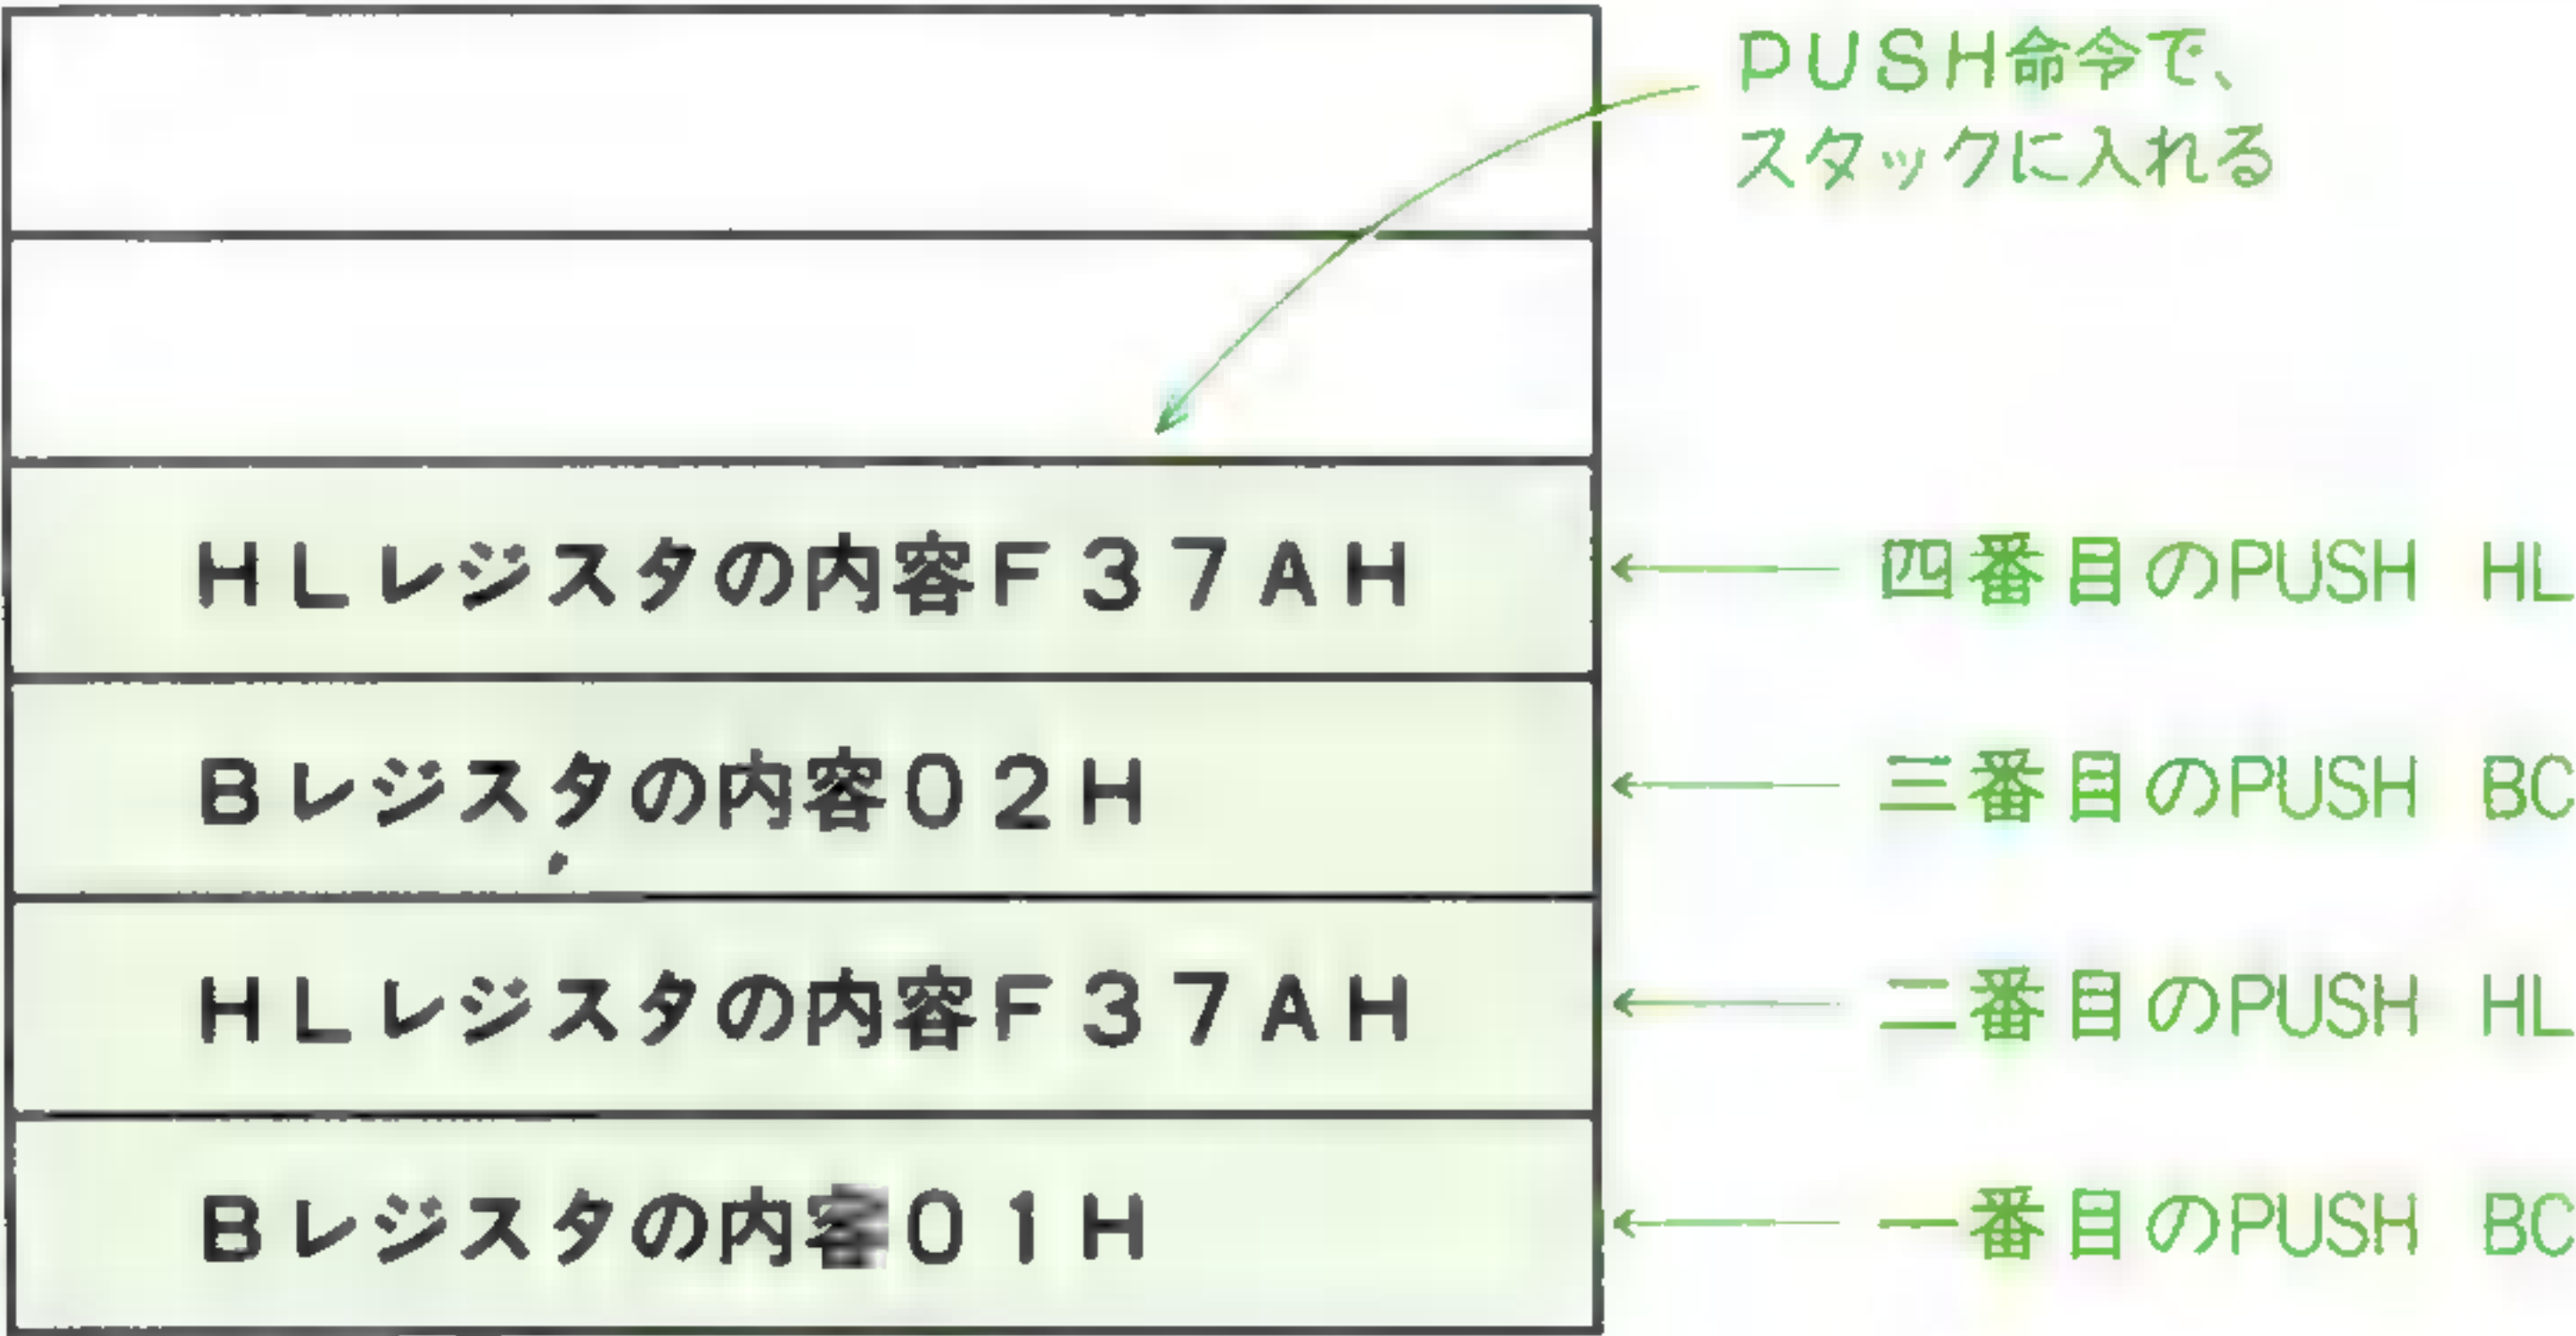 PUSH命令で、
スタックに入れる
HLレジスタの内容F37AH
四番目のPUSH HL
Bレジスタの内容02H
三番目のPUSH BC
HLレジスタの内容F37AH
二番目のPUSH HL
Bレジスタの内容01H
一番目のPUSH BC